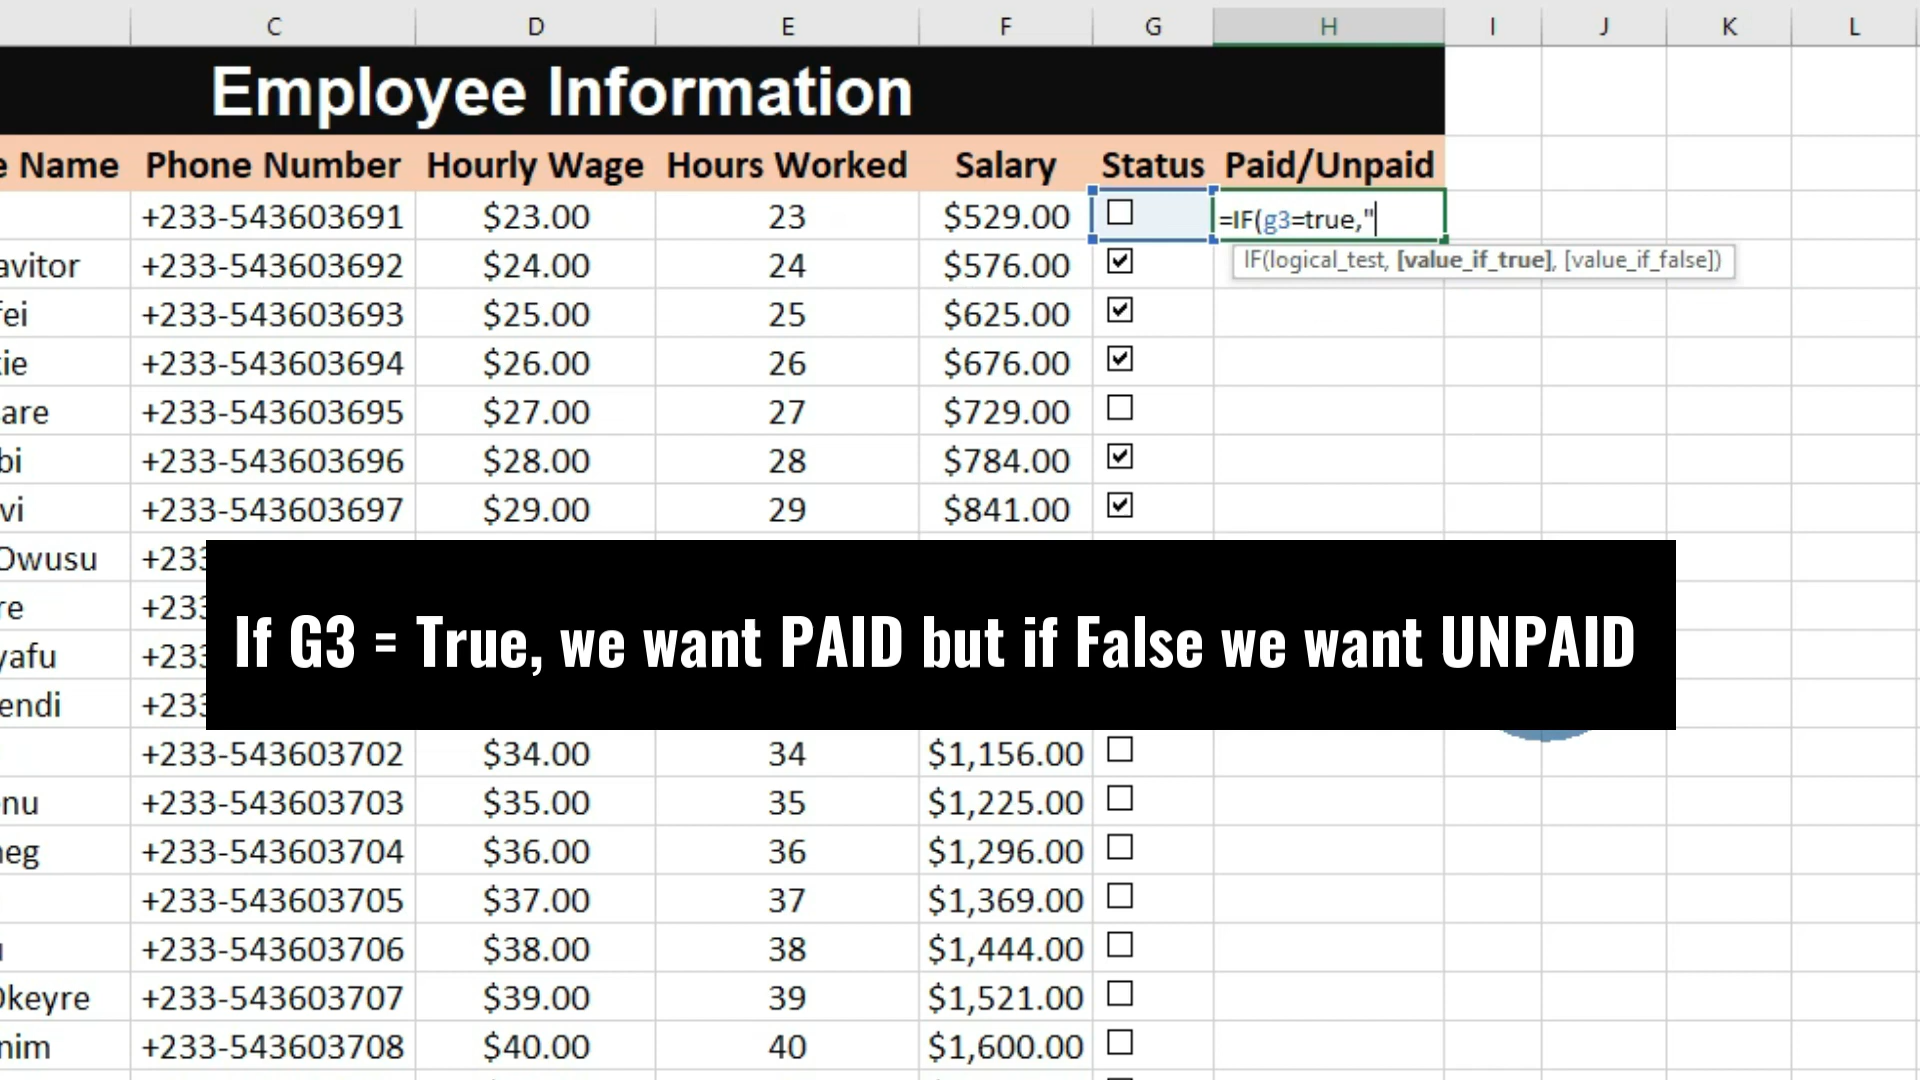 C D E F G H I J K L
Employee Information
e Name Phone Number Hourly Wage Hours Worked Salary Status Paid/Unpaid
+233-543603691 $23.00 23 $529.00 =IF(g3=true,"
avitor +233-543603692 $24.00 24 $576.00 IF(logical_test, [value_if_true], [value_if_false])
fei +233-543603693 $25.00 25 $625.00
kie +233-543603694 $26.00 26 $676.00
are +233-543603695 $27.00 27 $729.00
bi +233-543603696 $28.00 28 $784.00
vi +233-543603697 $29.00 29 $841.00
Owusu +233
re +233
yafu +233
endi +233
If G3 = True, we want PAID but if False we want UNPAID
+233-543603702 $34.00 34 $1,156.00
nu +233-543603703 $35.00 35 $1,225.00
eg +233-543603704 $36.00 36 $1,296.00
+233-543603705 $37.00 37 $1,369.00
+233-543603706 $38.00 38 $1,444.00
Okeyre +233-543603707 $39.00 39 $1,521.00
nim +233-543603708 $40.00 40 $1,600.00